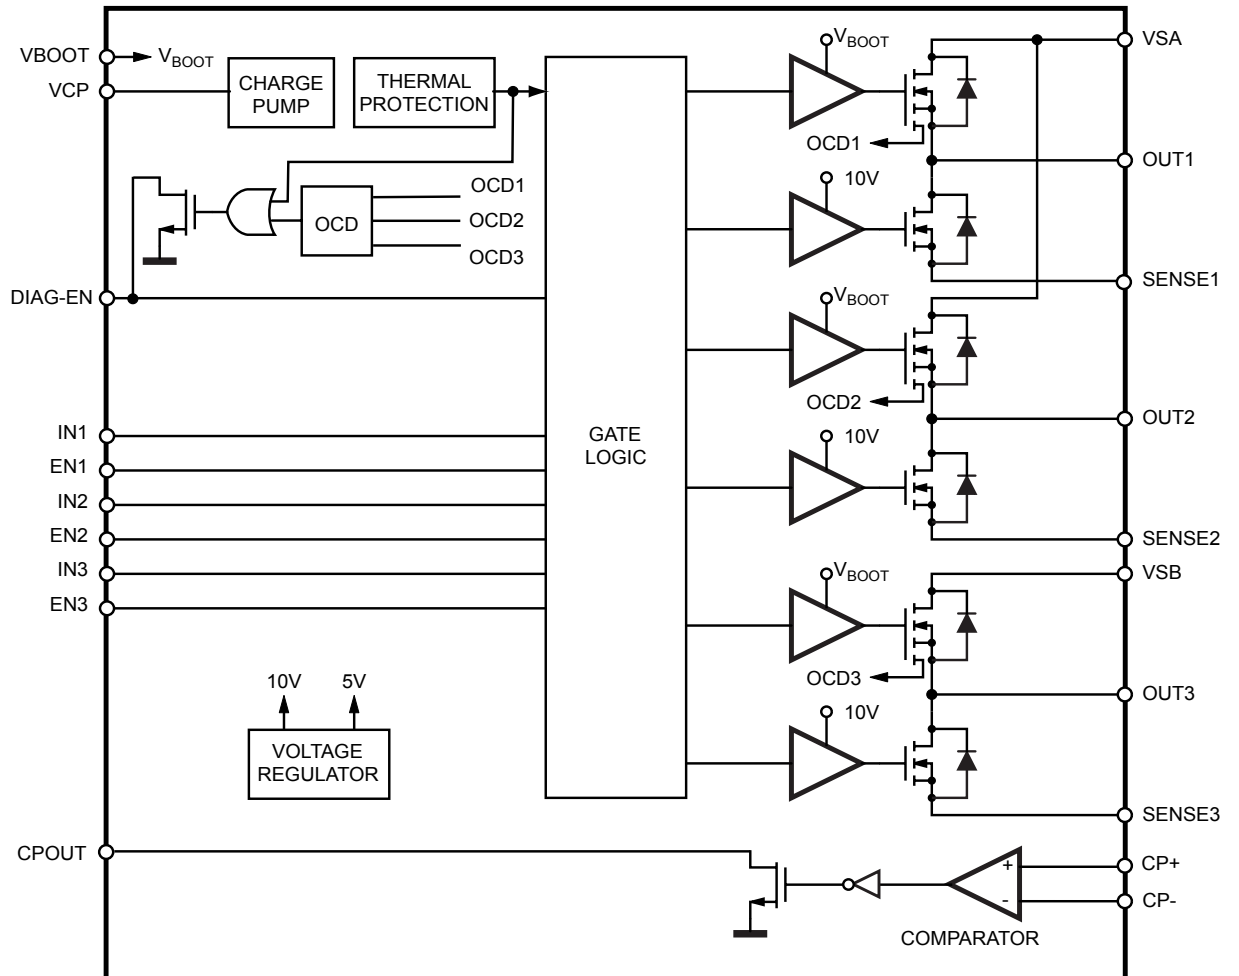 VBOOT
VBOOT
VCP
CHARGE
PUMP
THERMAL
PROTECTION
OCD
OCD1
OCD2
OCD3
DIAG-EN
IN1
EN1
IN2
EN2
IN3
EN3
10V
5V
VOLTAGE
REGULATOR
CPOUT
GATE
LOGIC
VBOOT
OCD1
10V
VBOOT
OCD2
10V
VBOOT
OCD3
10V
VSA
OUT1
SENSE1
OUT2
SENSE2
VSB
OUT3
SENSE3
CP+
CP-
+
-
COMPARATOR